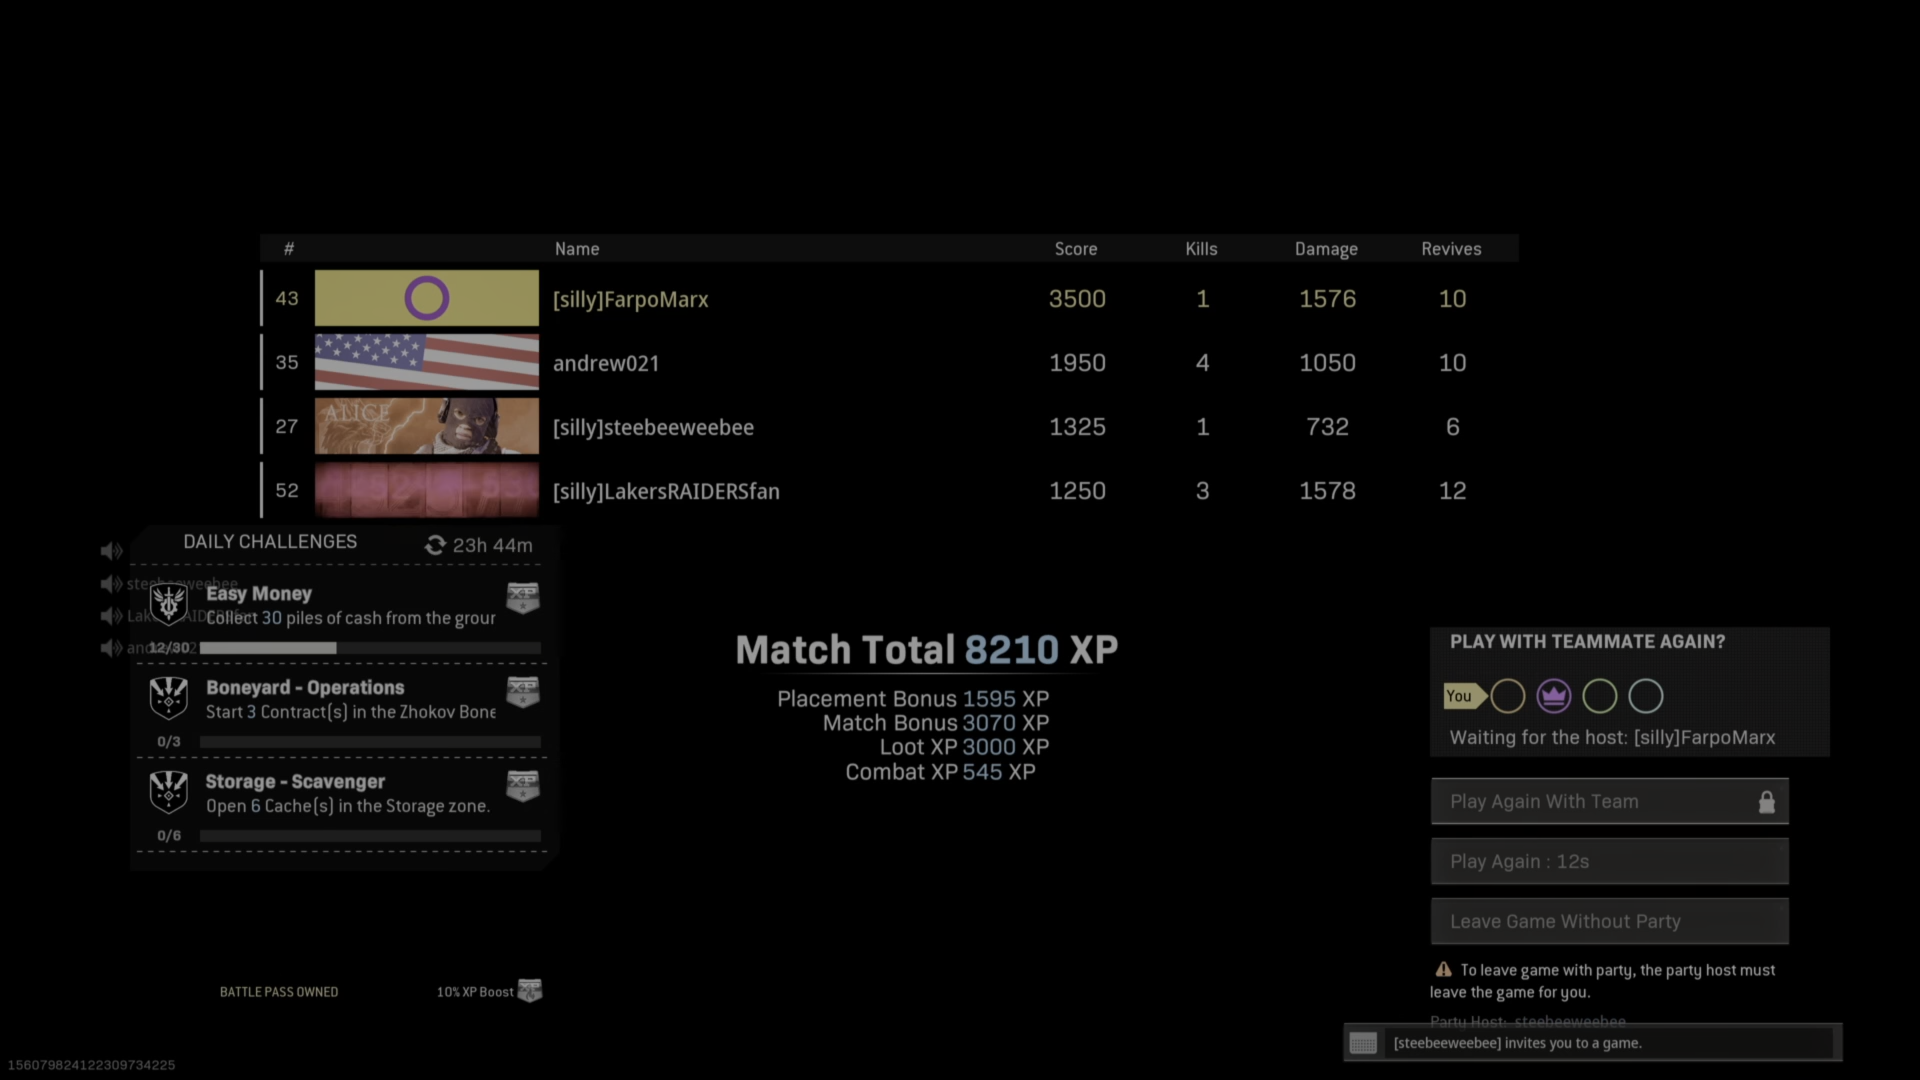 # Name Score Kills Damage Revives
43 [silly]FarpoMarx 3500 1 1576 10
35 andrew021 1950 4 1050 10
27 ALICE [silly]steebeeweebee 1325 1 732 6
52 [silly]LakersRAIDERSfan 1250 3 1578 12
DAILY CHALLENGES 23h 44m
steebeeweebee
Easy Money XP
Collect 30 piles of cash from the groun
12/30
Boneyard - Operations XP
Start 3 Contract(s) in the Zhokov Bone
0/3
Storage - Scavenger XP
Open 6 Cache(s) in the Storage zone.
0/6
BATTLE PASS OWNED 10% XP Boost
Match Total 8210 XP
Placement Bonus 1595 XP
Match Bonus 3070 XP
Loot XP 3000 XP
Combat XP 545 XP
PLAY WITH TEAMMATE AGAIN?
You
Waiting for the host: [silly]FarpoMarx
Play Again With Team
Play Again : 12s
Leave Game Without Party
To leave game with party, the party host must
leave the game for you.
Party Host: steebeeweebee
[steebeeweebee] invites you to a game.
156079824122309734225